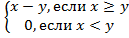 x − y, если x ≥ y
0, если x < y